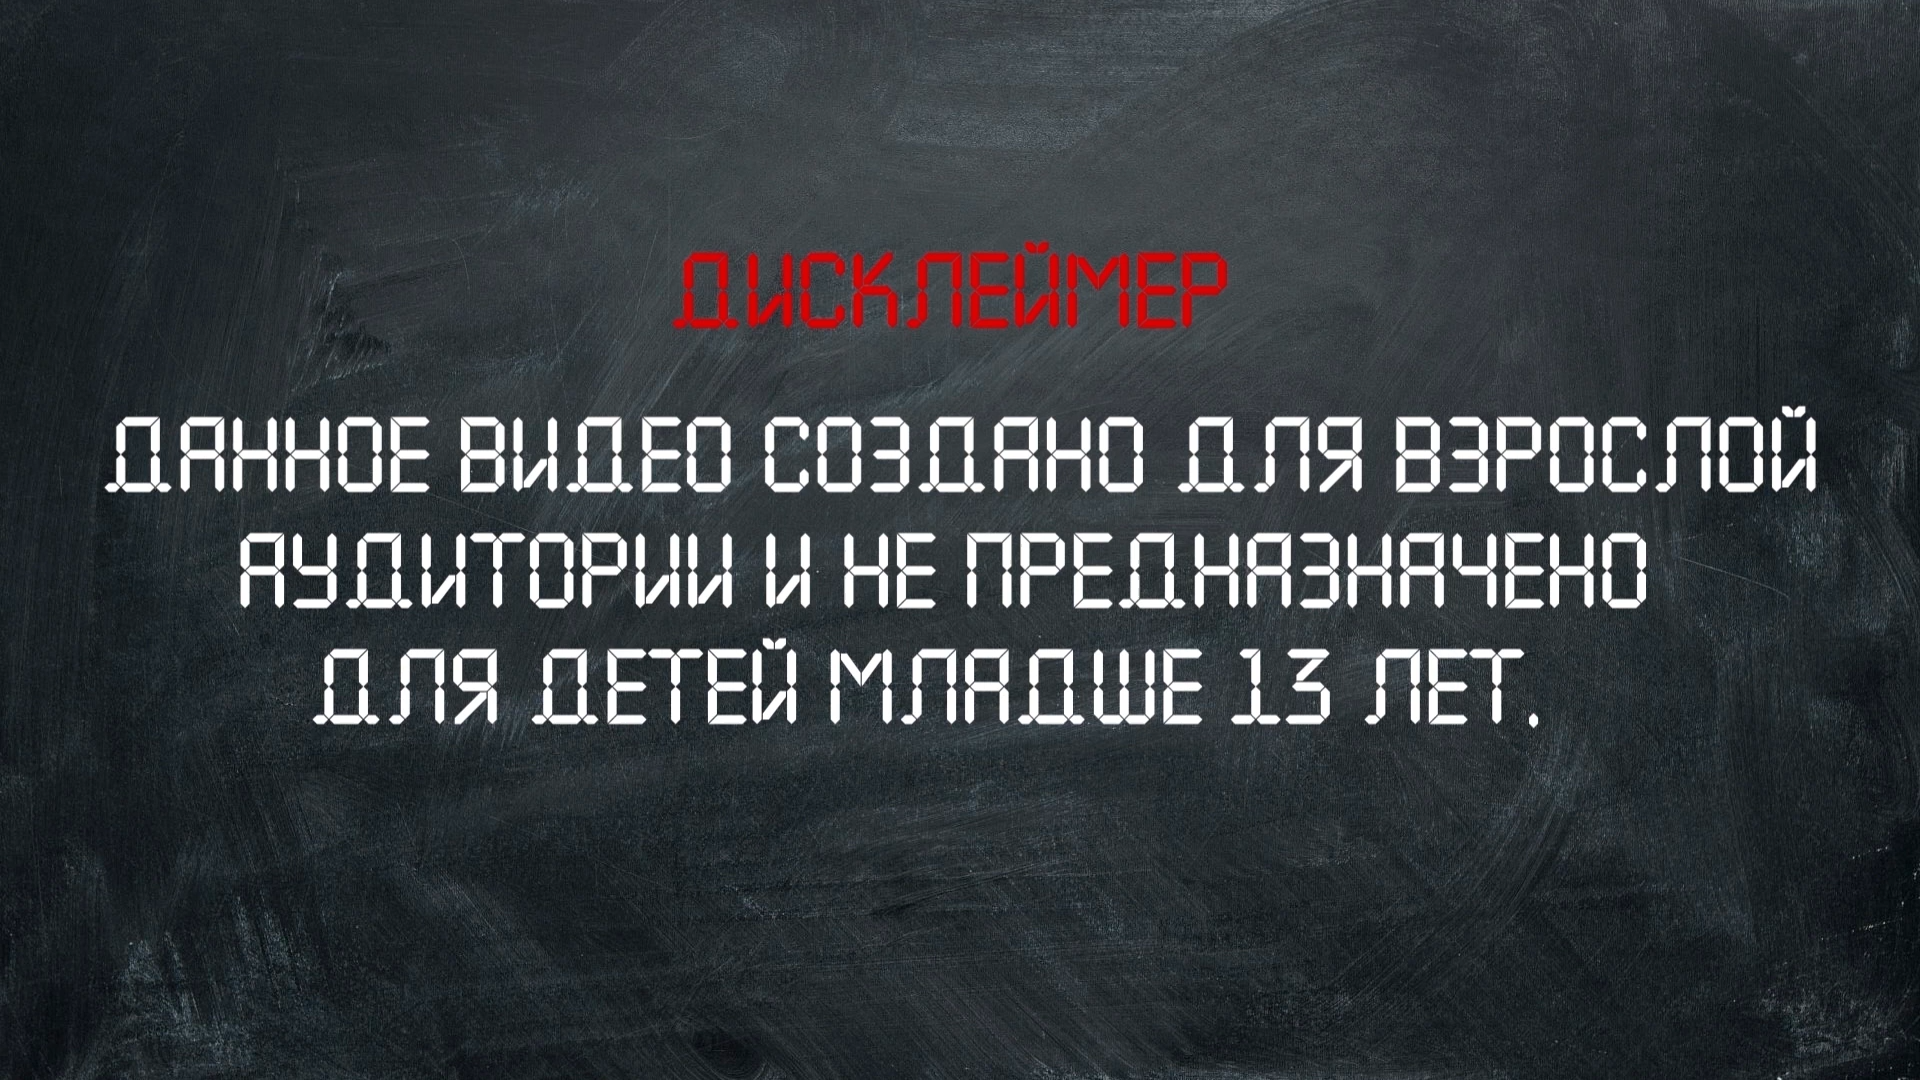 ДИСКЛЕЙМЕР
ДАННОЕ ВИДЕО СОЗДАНО ДЛЯ ВЗРОСЛОЙ
АУДИТОРИИ И НЕ ПРЕДНАЗНАЧЕНО
ДЛЯ ДЕТЕЙ МЛАДШЕ 13 ЛЕТ.